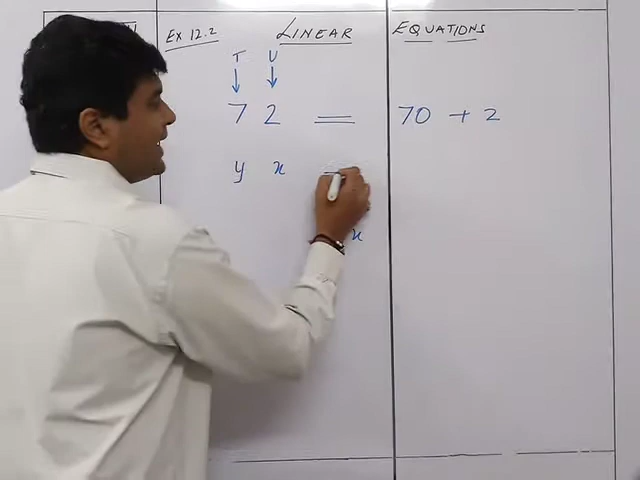 Ex 12.2 LINEAR EQUATIONS
T U
↓ ↓
7 2 = 70 + 2
y x
x